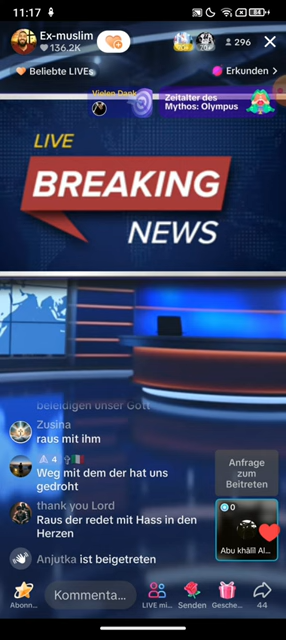 11:17
84
Ex-muslim
136.2K
296
Beliebte LIVEs
Erkunden >
Vielen Dank
Zeitalter des
Mythos: Olympus
LIVE
BREAKING
NEWS
beleidigen unser Gott
Zusina
raus mit ihm
4
Weg mit dem der hat uns
gedroht
thank you Lord
Raus der redet mit Hass in den
Herzen
Anjutka ist beigetreten
Anfrage
zum
Beitreten
0
Abu khâlîl Al...
Kommenta...
Abonn...
LIVE mi...
Senden
Gesche...
44